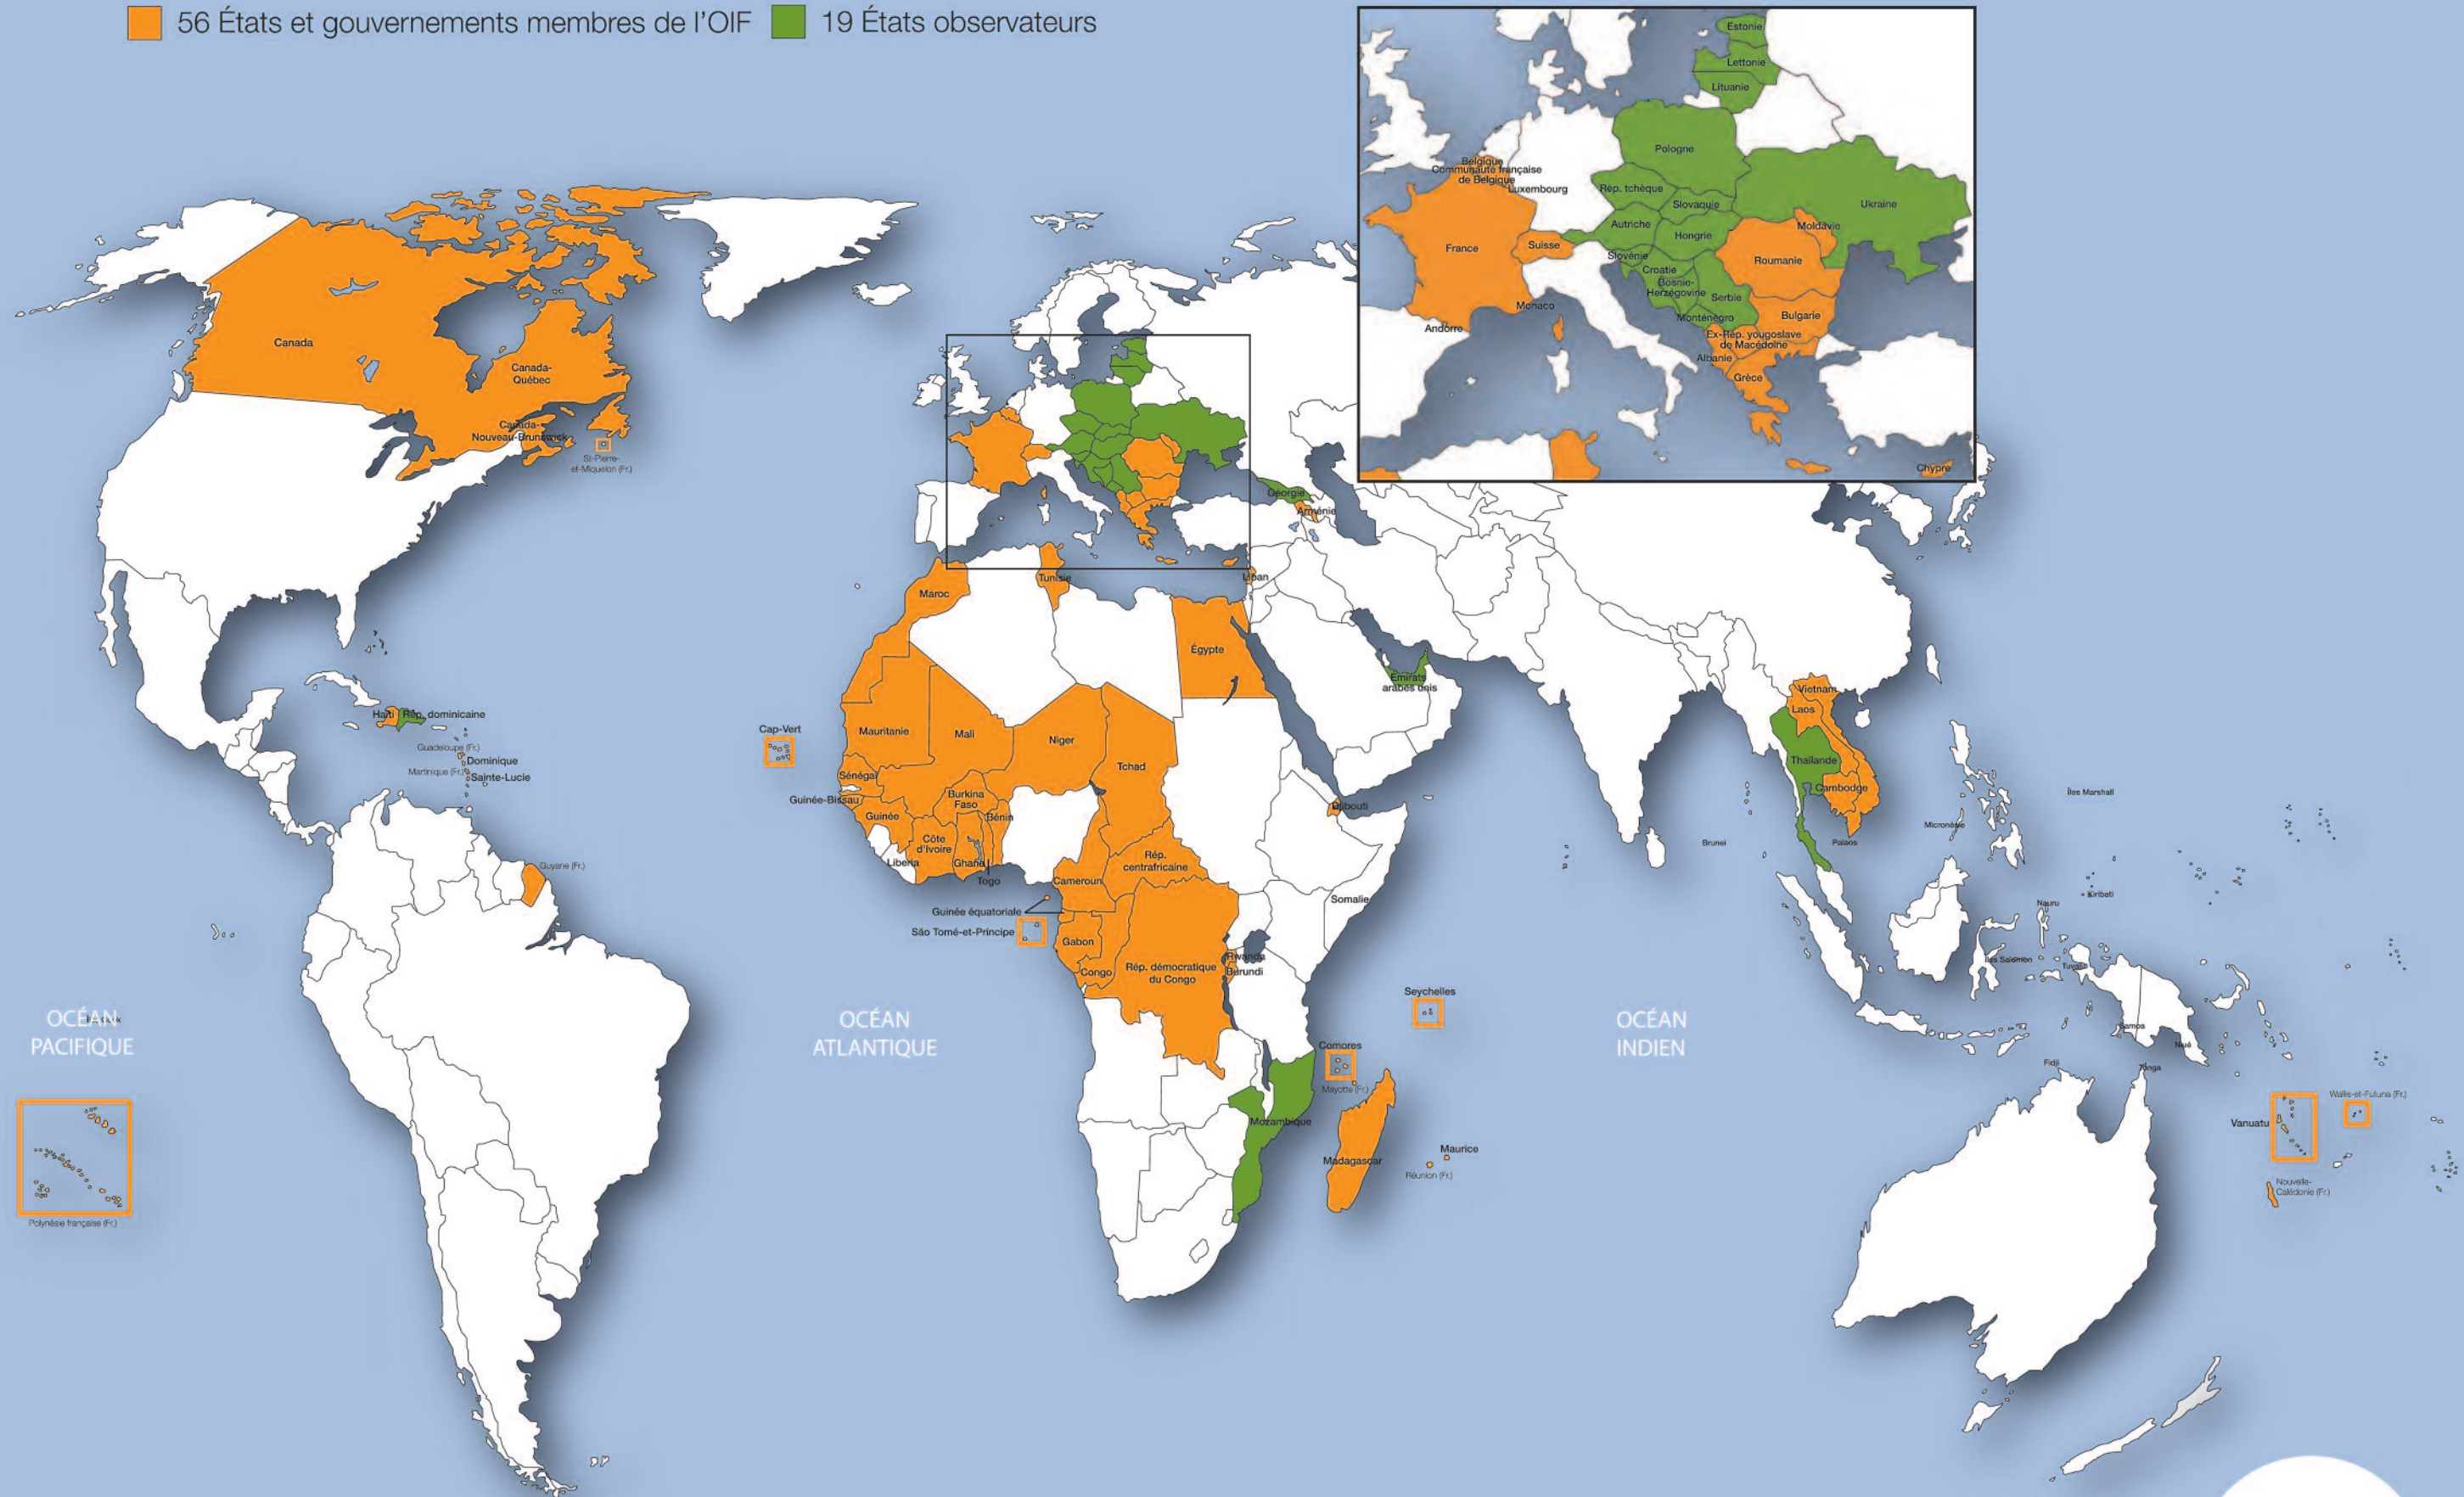 56 États et gouvernements membres de l'OIF
19 États observateurs
Estonie
Lettonie
Lituanie
Pologne
Belgique
Communauté française
de Belgique
Luxembourg
Rép. tchèque
Slovaquie
Ukraine
Autriche
Hongrie
Moldavie
France
Suisse
Slovénie
Roumanie
Croatie
Bosnie-
Herzégovine
Serbie
Monaco
Monténégro
Bulgarie
Andorre
Ex-Rép. yougoslave
de Macédoine
Albanie
Grèce
Chypre
Canada
Canada-
Québec
Canada-
Nouveau-Brunswick
St-Pierre-
et-Miquelon (Fr.)
Géorgie
Arménie
Tunisie
Liban
Maroc
Égypte
Émirats
arabes unis
Vietnam
Laos
Haïti
Rép. dominicaine
Guadeloupe (Fr.)
Dominique
Martinique (Fr.)
Sainte-Lucie
Cap-Vert
Mauritanie
Mali
Niger
Tchad
Sénégal
Guinée-Bissau
Burkina
Faso
Guinée
Bénin
Côte
d'Ivoire
Liberia
Ghana
Togo
Djibouti
Thaïlande
Cambodge
Îles Marshall
Micronésie
Brunei
Palaos
Guyane (Fr.)
Cameroun
Rép.
centrafricaine
Somalie
Kiribati
Nauru
Guinée équatoriale
São Tomé-et-Príncipe
Gabon
Congo
Rép. démocratique
du Congo
Rwanda
Burundi
Îles Salomon
Tuvalu
Seychelles
OCÉAN
PACIFIQUE
OCÉAN
ATLANTIQUE
OCÉAN
INDIEN
Samoa
Niué
Comores
Mayotte (Fr.)
Fidji
Tonga
Mozambique
Madagascar
Maurice
Réunion (Fr.)
Vanuatu
Wallis-et-Futuna (Fr.)
Nouvelle-
Calédonie (Fr.)
Polynésie française (Fr.)